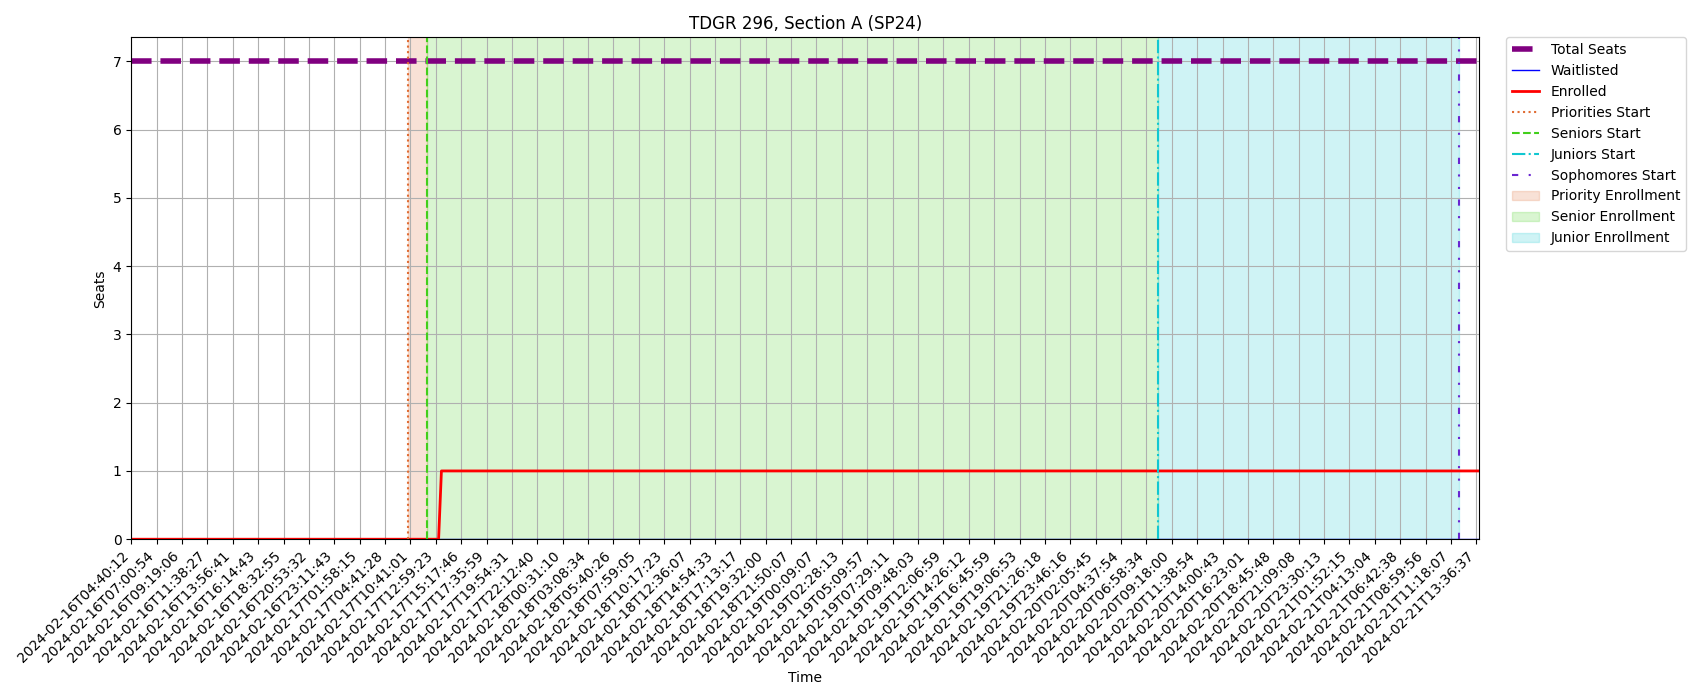 TDGR 296, Section A (SP24)
Seats
7
6
5
4
3
2
1
0
2024-02-16T04:40:12
2024-02-16T07:00:54
2024-02-16T09:19:06
2024-02-16T11:38:27
2024-02-16T13:56:41
2024-02-16T16:14:43
2024-02-16T18:32:55
2024-02-16T20:53:32
2024-02-16T23:11:43
2024-02-17T01:58:15
2024-02-17T04:41:28
2024-02-17T10:41:01
2024-02-17T12:59:23
2024-02-17T15:17:46
2024-02-17T17:35:59
2024-02-17T19:54:31
2024-02-17T22:12:40
2024-02-18T00:31:10
2024-02-18T03:08:34
2024-02-18T05:40:26
2024-02-18T07:59:05
2024-02-18T10:17:23
2024-02-18T12:36:07
2024-02-18T14:54:33
2024-02-18T17:13:17
2024-02-18T19:32:00
2024-02-18T21:50:07
2024-02-19T00:09:07
2024-02-19T02:28:13
2024-02-19T05:09:57
2024-02-19T07:29:11
2024-02-19T09:48:03
2024-02-19T12:06:59
2024-02-19T14:26:12
2024-02-19T16:45:59
2024-02-19T19:06:53
2024-02-19T21:26:18
2024-02-19T23:46:16
2024-02-20T02:05:45
2024-02-20T04:37:54
2024-02-20T06:58:34
2024-02-20T09:18:00
2024-02-20T11:38:54
2024-02-20T14:00:43
2024-02-20T16:23:01
2024-02-20T18:45:48
2024-02-20T21:09:08
2024-02-20T23:30:13
2024-02-21T01:52:15
2024-02-21T04:13:04
2024-02-21T06:42:38
2024-02-21T08:59:56
2024-02-21T11:18:07
2024-02-21T13:36:37
Time
Total Seats
Waitlisted
Enrolled
Priorities Start
Seniors Start
Juniors Start
Sophomores Start
Priority Enrollment
Senior Enrollment
Junior Enrollment